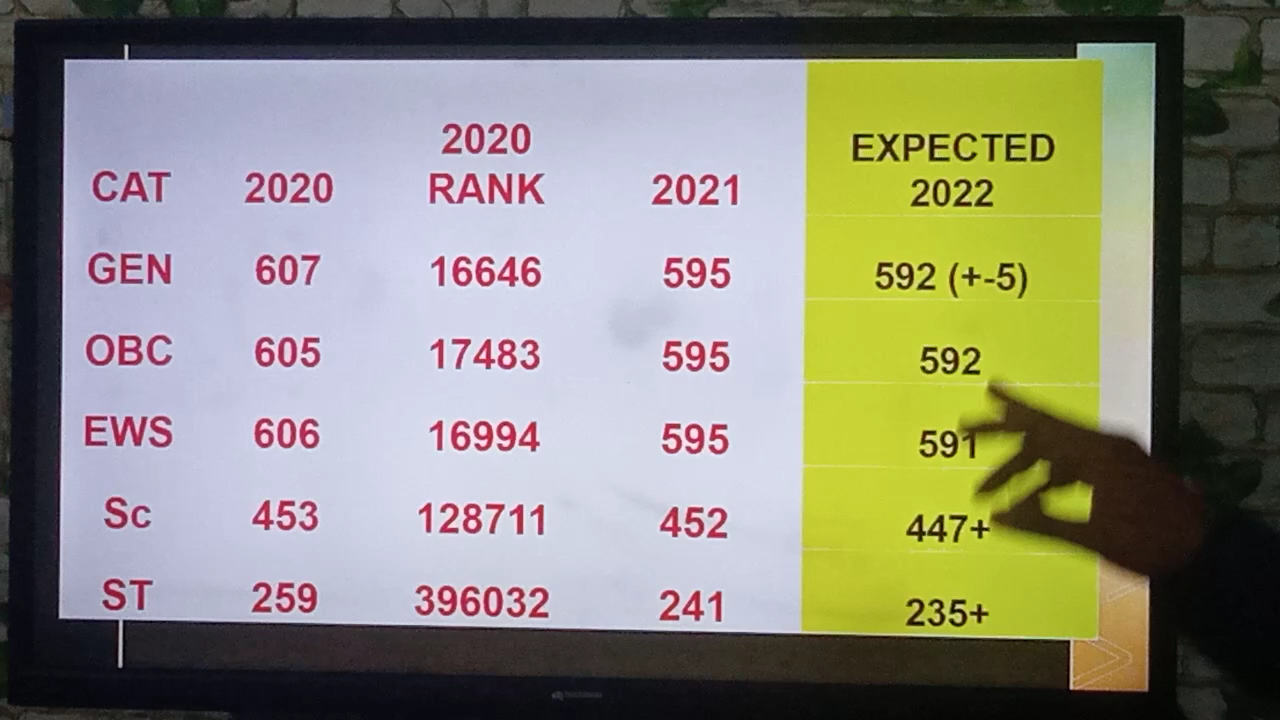 CAT 2020 2020 RANK 2021 EXPECTED 2022
GEN 607 16646 595 592 (+-5)
OBC 605 17483 595 592
EWS 606 16994 595 591
Sc 453 128711 452 447+
ST 259 396032 241 235+